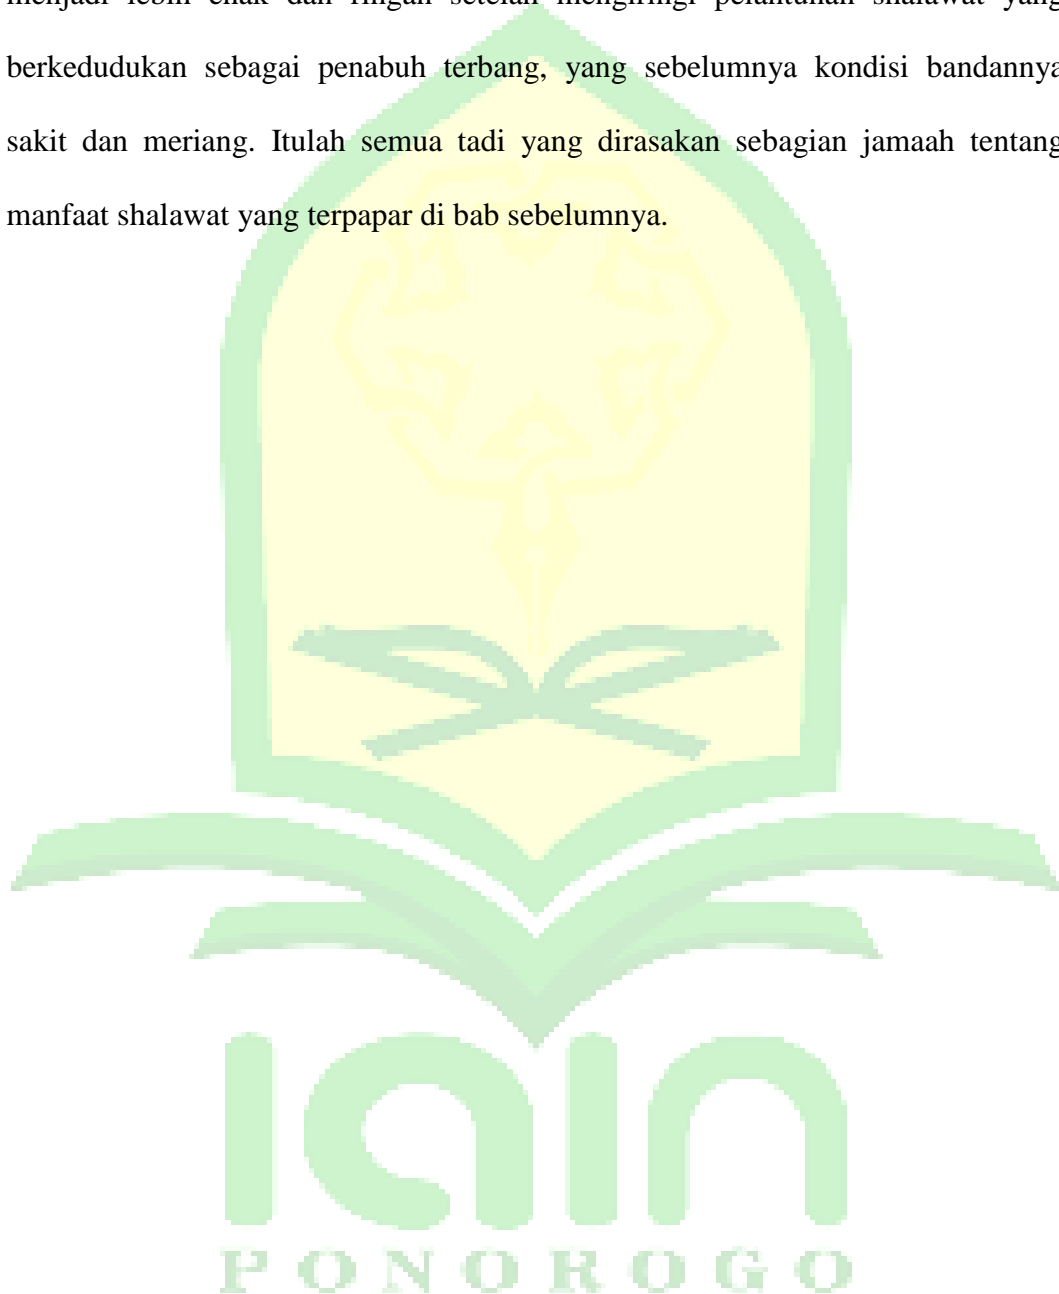 menjadi lebih enak dan ringan setelah mengiringi pelantunan shalawat yang
berkedudukan sebagai penabuh terbang, yang sebelumnya kondisi bandannya
sakit dan meriang. Itulah semua tadi yang dirasakan sebagian jamaah tentang
manfaat shalawat yang terpapar di bab sebelumnya.
iain
PONOROGO